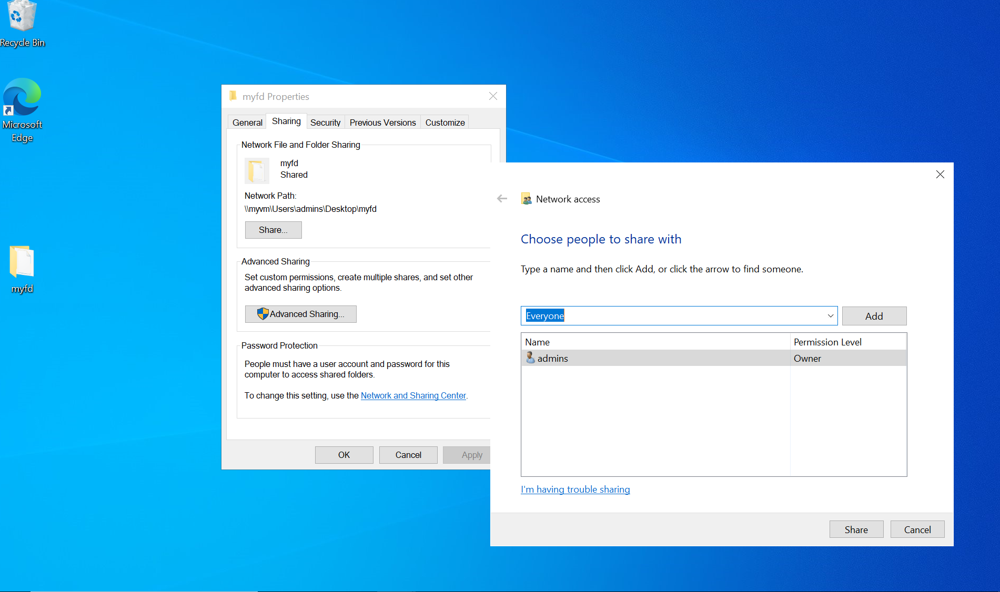 Recycle Bin
Microsoft
Edge
myfd
myfd Properties
General
Sharing
Security
Previous Versions
Customize
Network File and Folder Sharing
myfd
Shared
Network Path:
\\myvm\Users\admins\Desktop\myfd
Share...
Advanced Sharing
Set custom permissions, create multiple shares, and set other
advanced sharing options.
Advanced Sharing...
Password Protection
People must have a user account and password for this
computer to access shared folders.
To change this setting, use the Network and Sharing Center.
OK
Cancel
Apply
Network access
Choose people to share with
Type a name and then click Add, or click the arrow to find someone.
Everyone
Add
Name
Permission Level
admins
Owner
I'm having trouble sharing
Share
Cancel